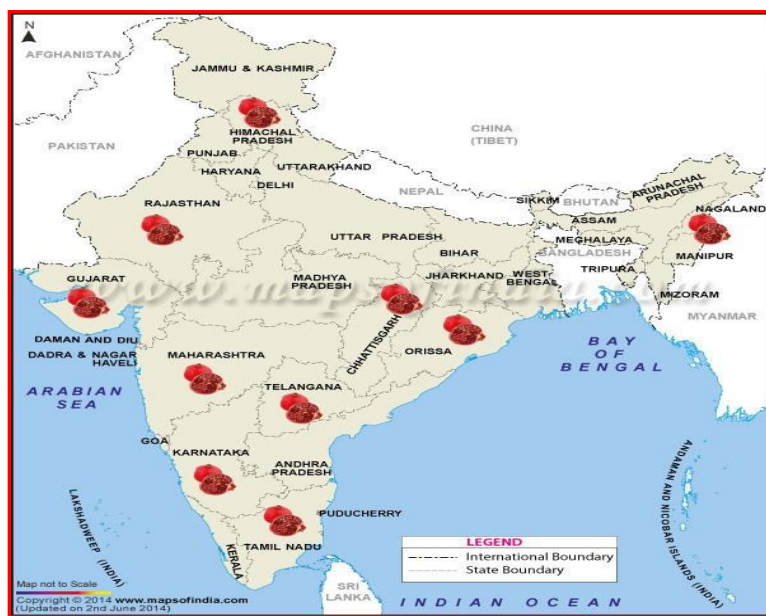 N
AFGHANISTAN
JAMMU & KASHMIR
CHINA
(TIBET)
HIMACHAL
PRADESH
PAKISTAN
PUNJAB
UTTARAKHAND
HARYANA
DELHI
NEPAL
ARUNACHAL
PRADESH
SIKKIM
BHUTAN
NAGALAND
RAJASTHAN
ASSAM
UTTAR PRADESH
MEGHALAYA
BIHAR
BANGLADESH
MANIPUR
GUJARAT
MADHYA
PRADESH
JHARKHAND
WEST
BENGAL
TRIPURA
www.mapsofindia.com
MIZORAM
MYANMAR
DAMAN AND DIU
DADRA & NAGAR
HAVELI
CHHATTISGARH
ORISSA
MAHARASHTRA
BAY
OF
BENGAL
ARABIAN
SEA
TELANGANA
GOA
KARNATAKA
ANDHRA
PRADESH
ANDAMAN AND NICOBAR ISLANDS (INDIA)
LAKSHADWEEP (INDIA)
PUDUCHERRY
KERALA
TAMIL NADU
LEGEND
International Boundary
State Boundary
Map not to Scale
SRI
LANKA
Copyright © 2014 www.mapsofindia.com
(Updated on 2nd June 2014)
INDIAN OCEAN